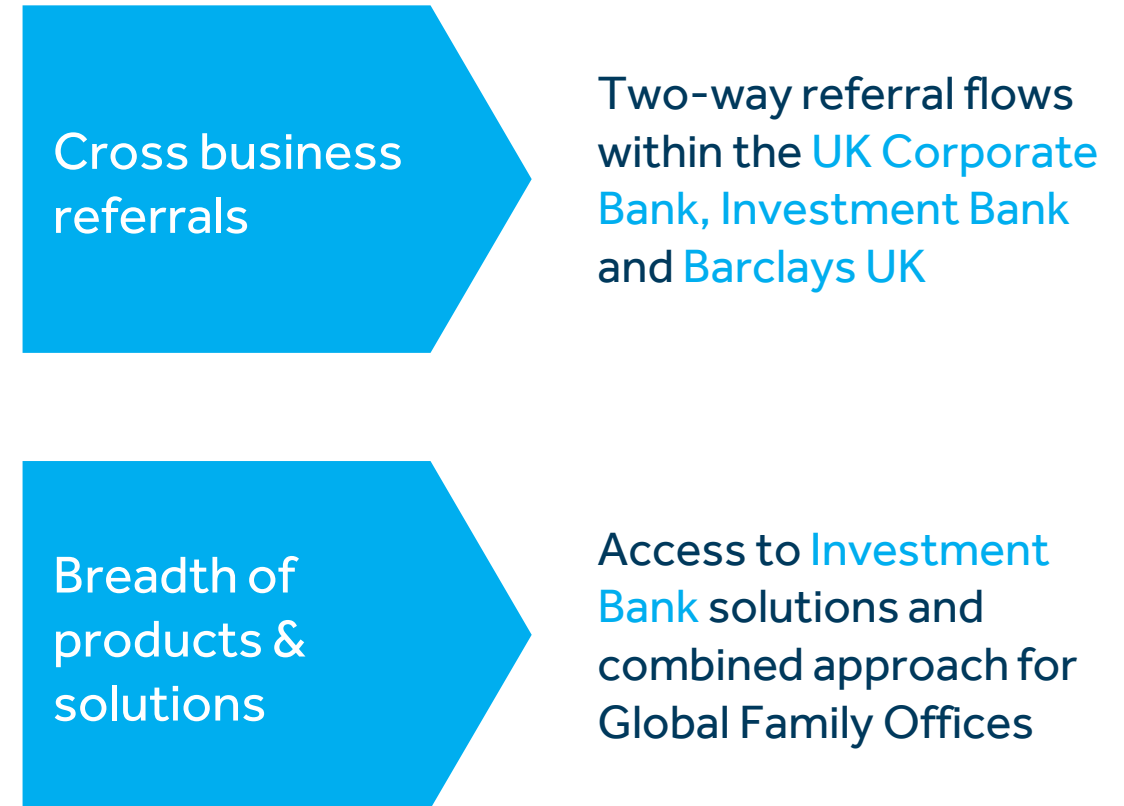 Cross business
referrals
Two-way referral flows
within the UK Corporate
Bank, Investment Bank
and Barclays UK
Breadth of
products &
solutions
Access to Investment
Bank solutions and
combined approach for
Global Family Offices